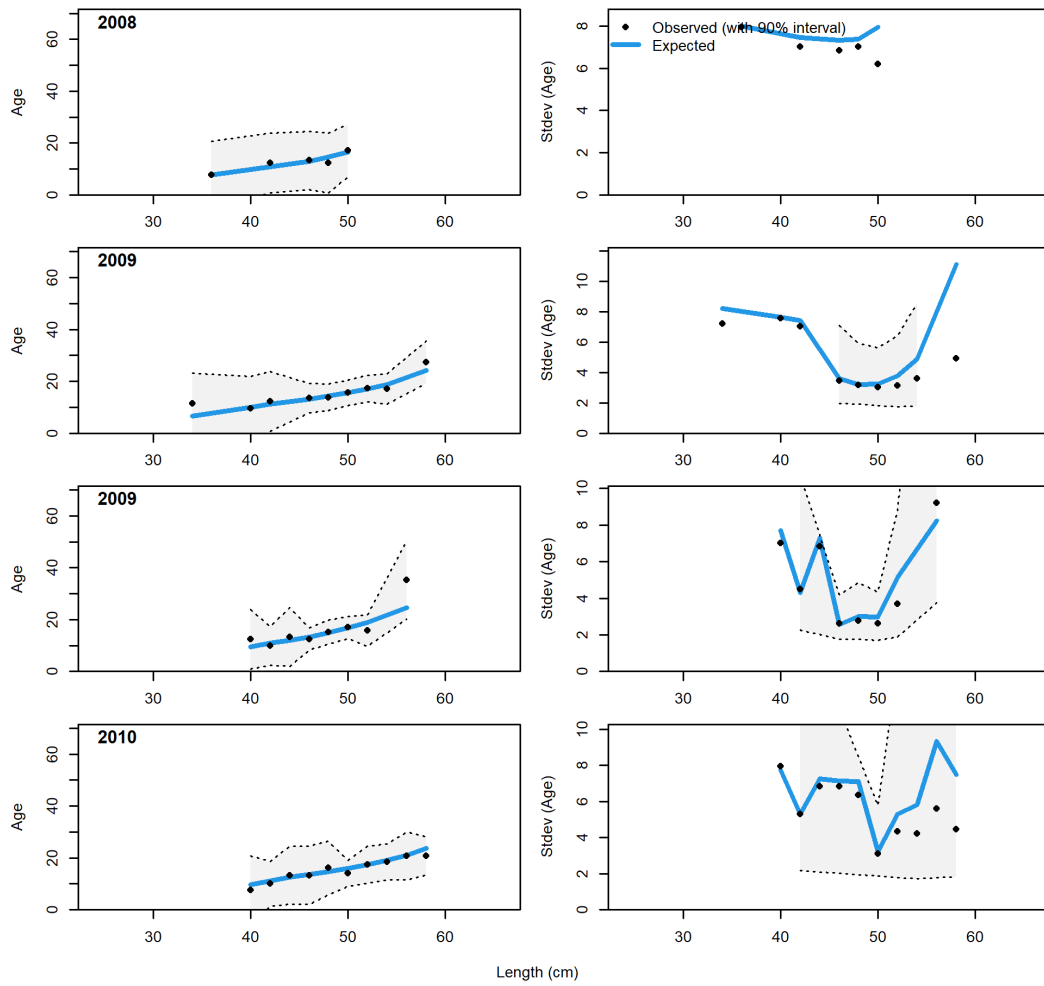 2008
Age
0 20 40 60
30 40 50 60
Observed (with 90% interval)
Expected
Stdev (Age)
0 2 4 6 8
30 40 50 60
2009
Age
0 20 40 60
30 40 50 60
Stdev (Age)
0 2 4 6 8 10
30 40 50 60
2009
Age
0 20 40 60
30 40 50 60
Stdev (Age)
0 2 4 6 8 10
30 40 50 60
2010
Age
0 20 40 60
30 40 50 60
Stdev (Age)
0 2 4 6 8 10
30 40 50 60
Length (cm)